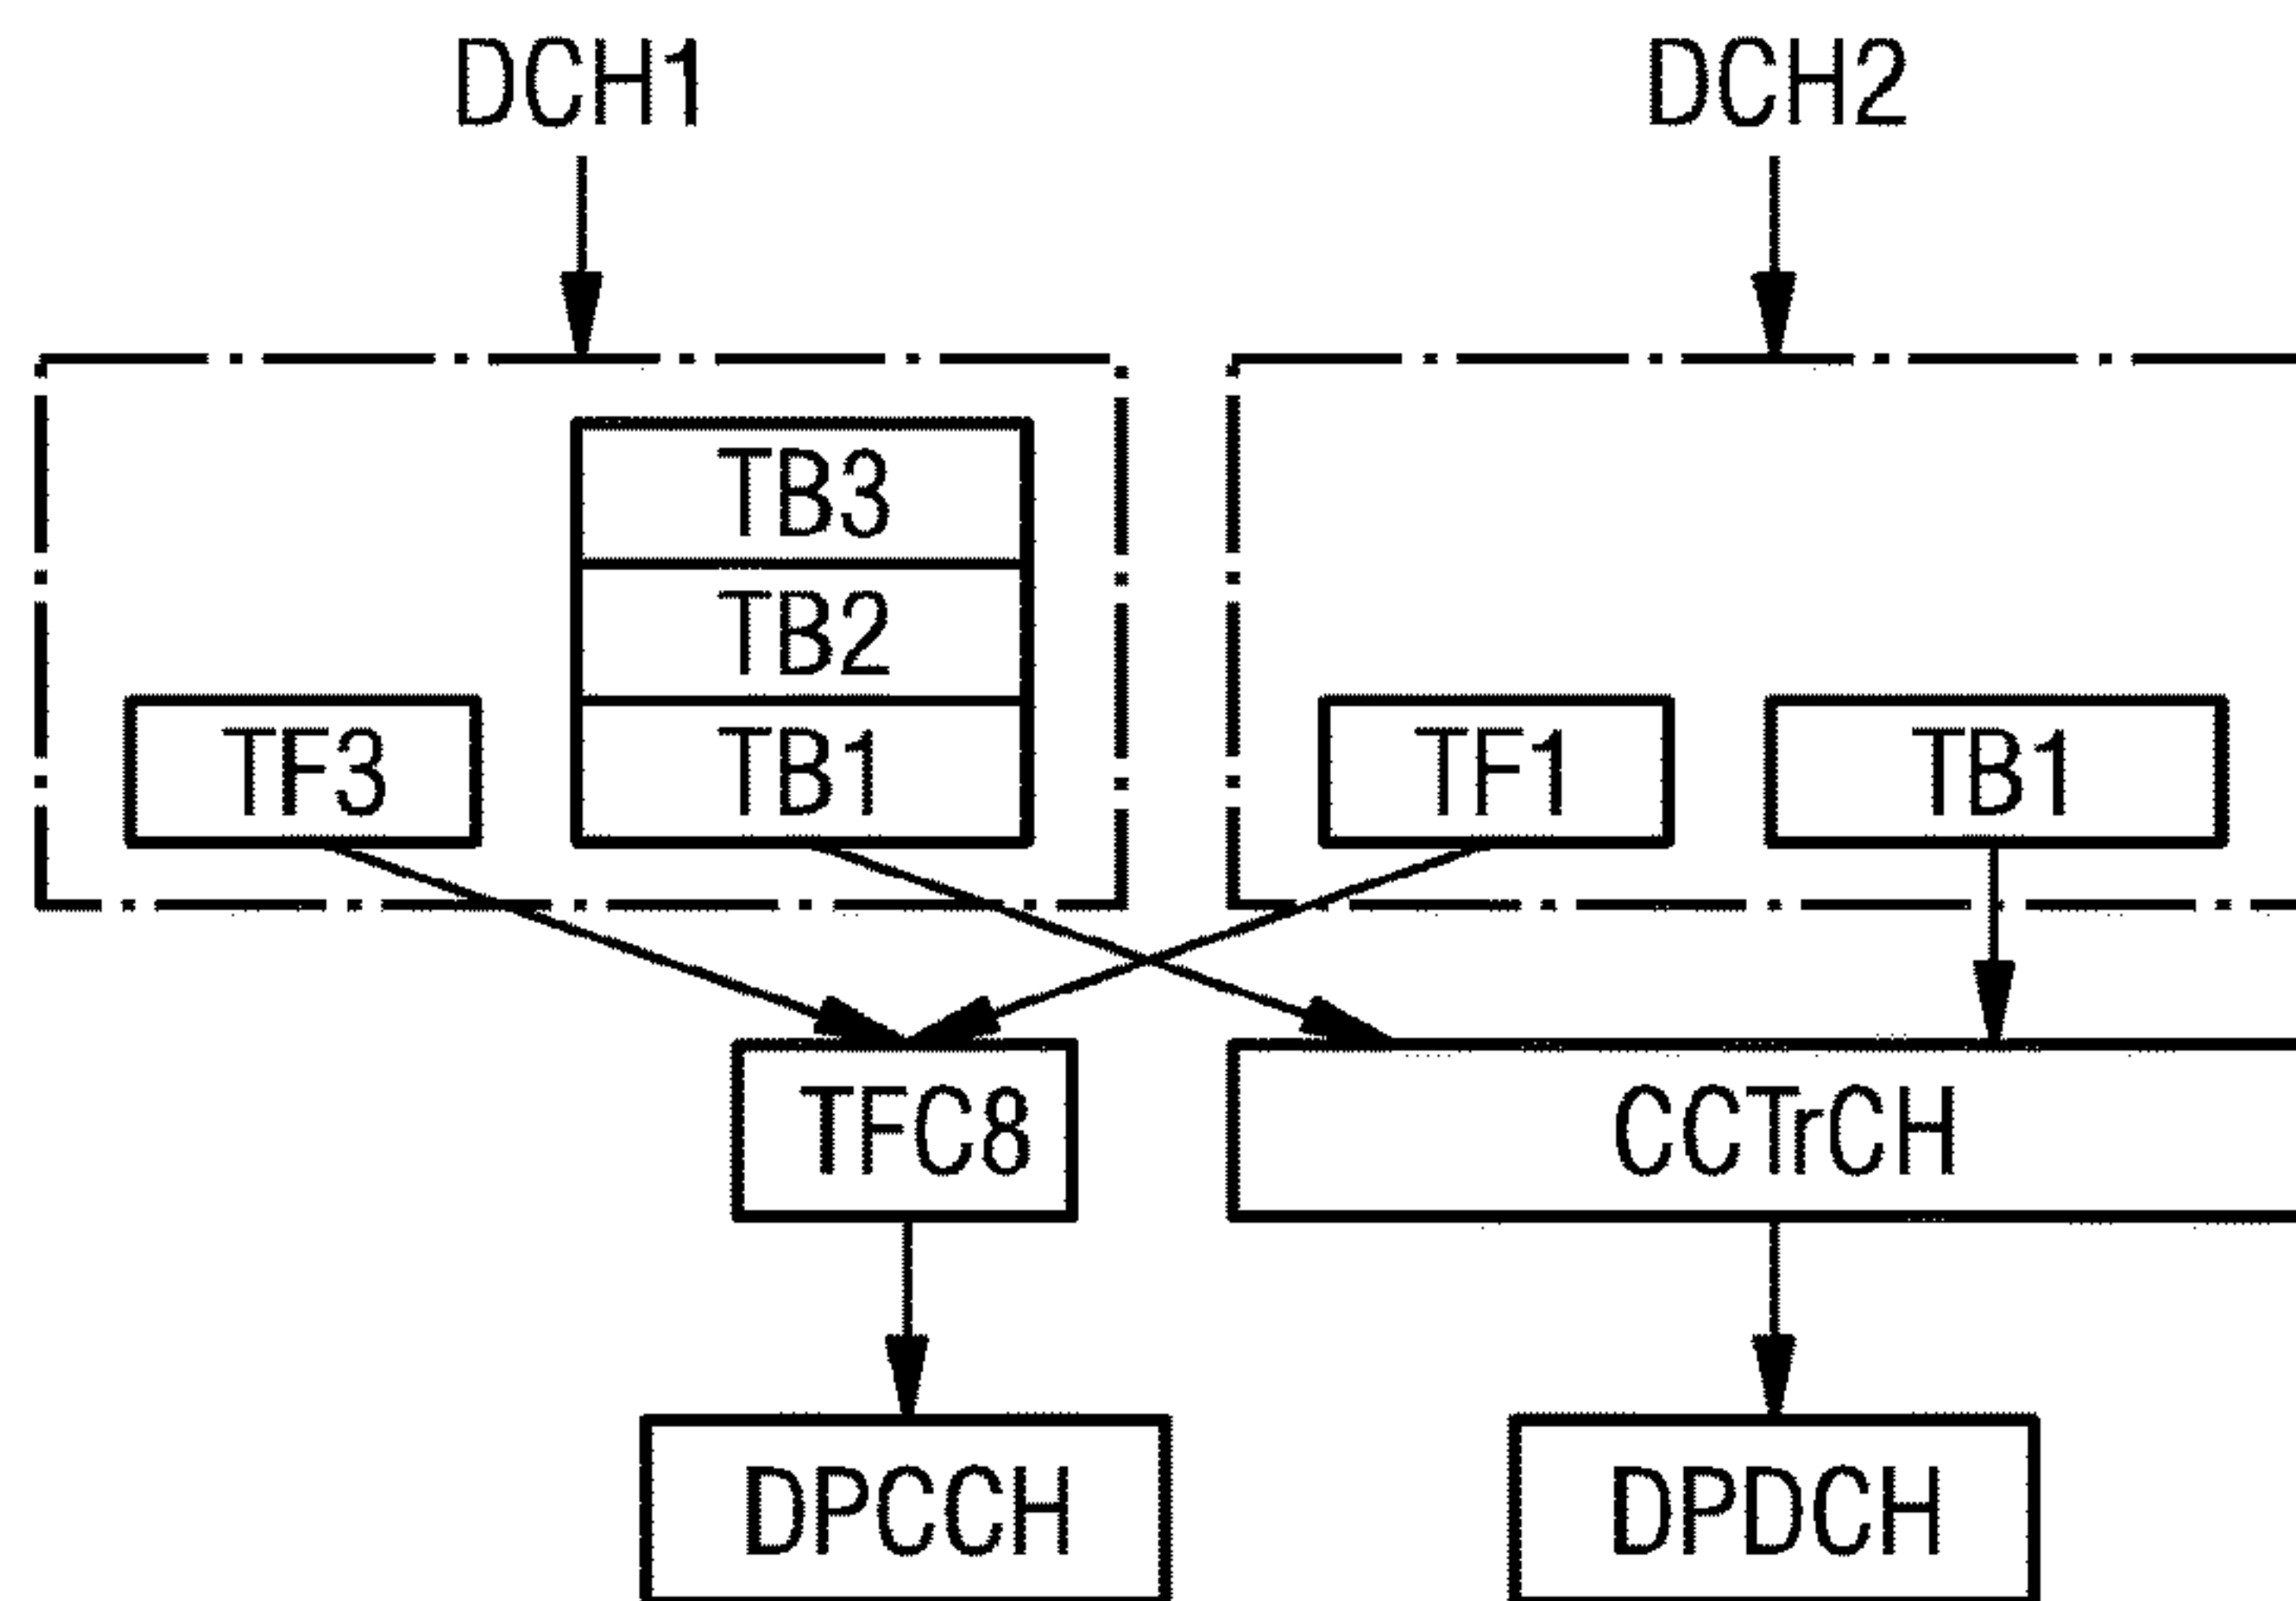 DCH1
DCH2
TB3
TB2
TF3
TB1
TF1
TB1
TFC8
CCTrCH
DPCCH
DPDCH